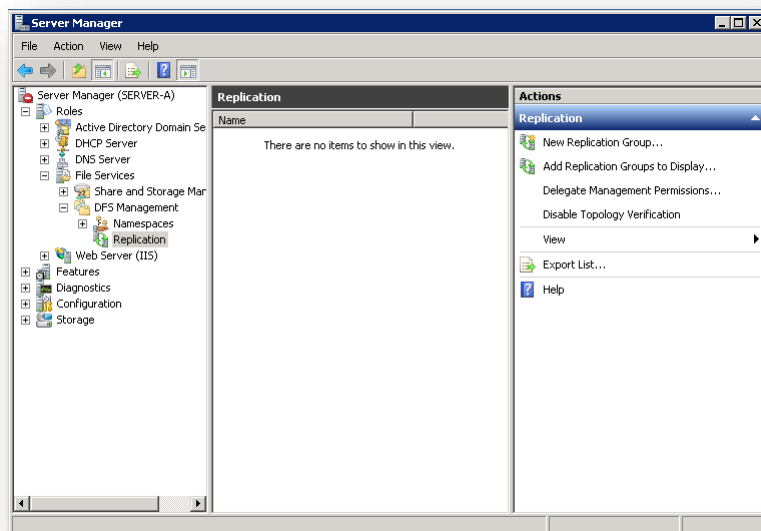 Server Manager
File Action View Help
Server Manager (SERVER-A)
Roles
Active Directory Domain Se
DHCP Server
DNS Server
File Services
Share and Storage Mar
DFS Management
Namespaces
Replication
Web Server (IIS)
Features
Diagnostics
Configuration
Storage
Replication
Name
There are no items to show in this view.
Actions
Replication
New Replication Group...
Add Replication Groups to Display...
Delegate Management Permissions...
Disable Topology Verification
View
Export List...
Help